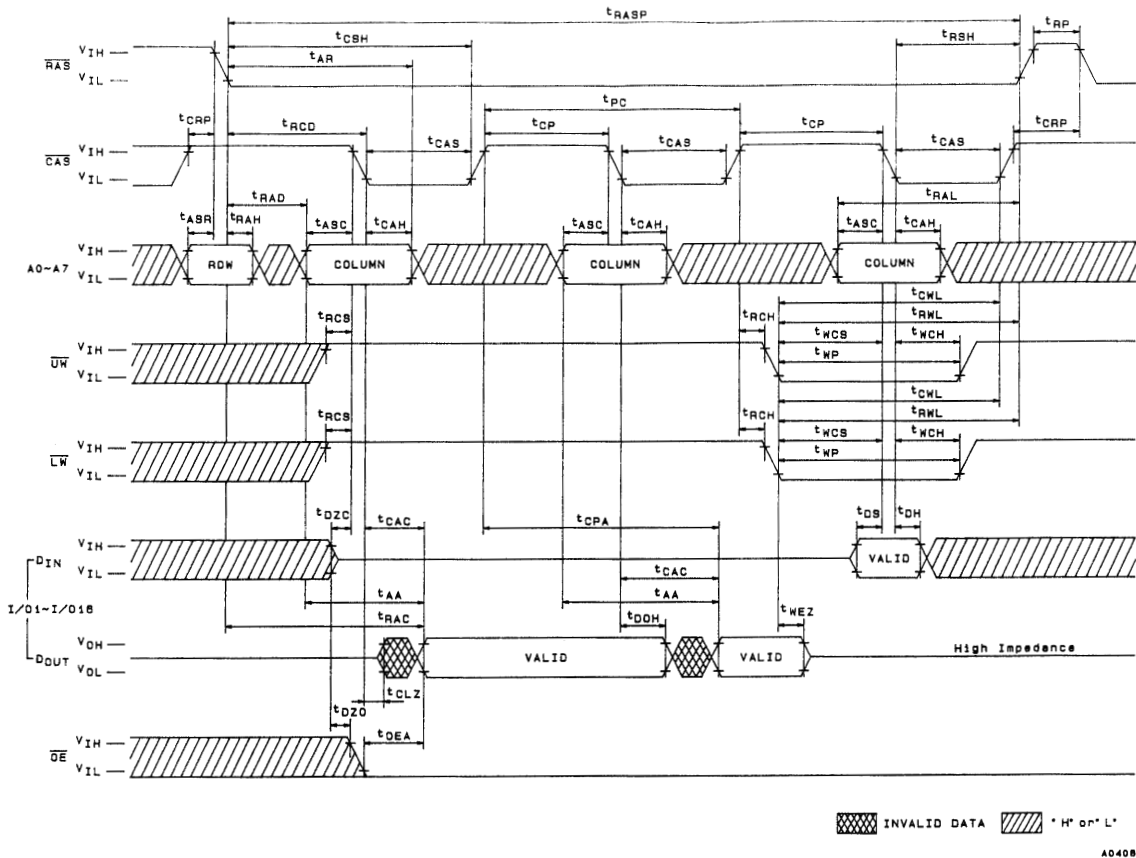 tRASP
tCSH
tRSH
tRP
tAR
RAS
VIH
VIL
tPC
tCRP
tRCD
tCAS
tCP
tCAS
tCP
tCAS
tCRP
CAS
VIH
VIL
tRAD
tRAL
tASR
tRAH
tASC
tCAH
tASC
tCAH
tASC
tCAH
A0~A7
VIH
VIL
ROW
COLUMN
COLUMN
COLUMN
tCWL
tRWL
tRCS
tRCH
tWCS
tWCH
tWP
UW
VIH
VIL
tCWL
tRWL
tRCS
tRCH
tWCS
tWCH
tWP
LW
VIH
VIL
tDZC
tCAC
tCPA
tDS
tDH
DIN
VIH
VIL
VALID
tCAC
I/O1~I/O16
tAA
tAA
tRAC
tDOH
tWEZ
DOUT
VOH
VOL
VALID
VALID
High Impedance
tCLZ
tDZO
tOEA
OE
VIH
VIL
INVALID DATA
"H" or "L"
A0408